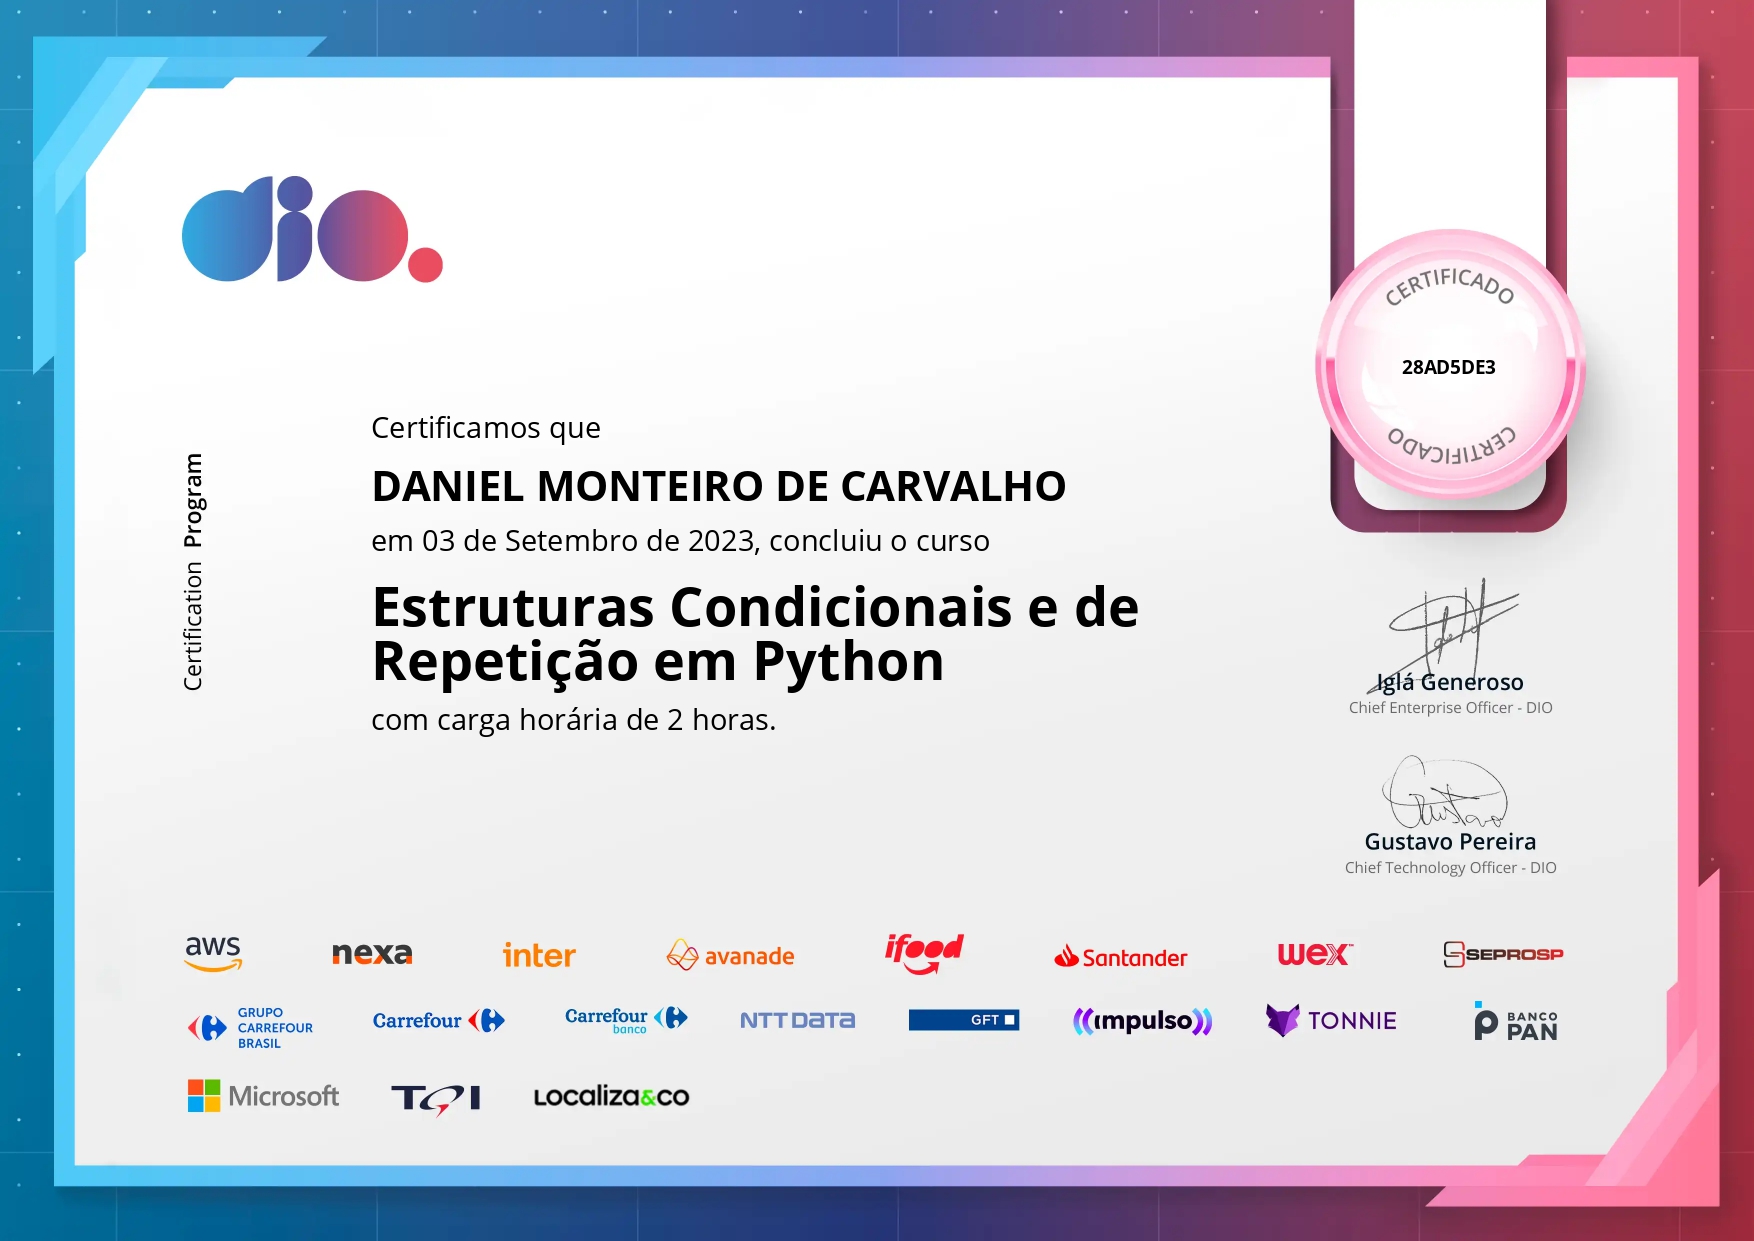 dio.
CERTIFICADO
28AD5DE3
CERTIFICADO
Certification Program
Certificamos que
DANIEL MONTEIRO DE CARVALHO
em 03 de Setembro de 2023, concluiu o curso
Estruturas Condicionais e de
Repetição em Python
com carga horária de 2 horas.
Iglá Generoso
Chief Enterprise Officer - DIO
Gustavo
Gustavo Pereira
Chief Technology Officer - DIO
aws nexa inter avanade ifood Santander wex SEPROSP
GRUPO
CARREFOUR
BRASIL
Carrefour
Carrefour
banco
NTT DATA
GFT
impulso
TONNIE
BANCO
PAN
Microsoft TQI Localiza&co